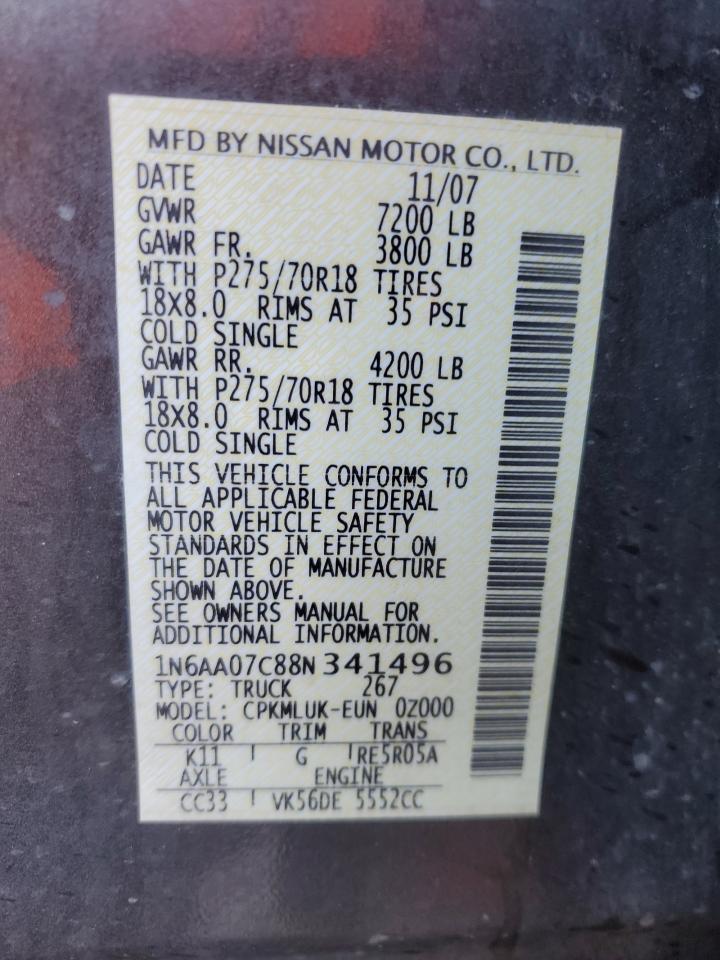 MFD BY NISSAN MOTOR CO., LTD.
DATE 11/07
GVWR 7200 LB
GAWR FR. 3800 LB
WITH P275/70R18 TIRES
18X8.0 RIMS AT 35 PSI
COLD SINGLE
GAWR RR. 4200 LB
WITH P275/70R18 TIRES
18X8.0 RIMS AT 35 PSI
COLD SINGLE
THIS VEHICLE CONFORMS TO
ALL APPLICABLE FEDERAL
MOTOR VEHICLE SAFETY
STANDARDS IN EFFECT ON
THE DATE OF MANUFACTURE
SHOWN ABOVE.
SEE OWNERS MANUAL FOR
ADDITIONAL INFORMATION.
1N6AA07C88N341496
TYPE: TRUCK 267
MODEL: CPKMLUK-EUN 0Z000
COLOR TRIM TRANS
K11 G RE5R05A
AXLE ENGINE
CC33 VK56DE 5552CC